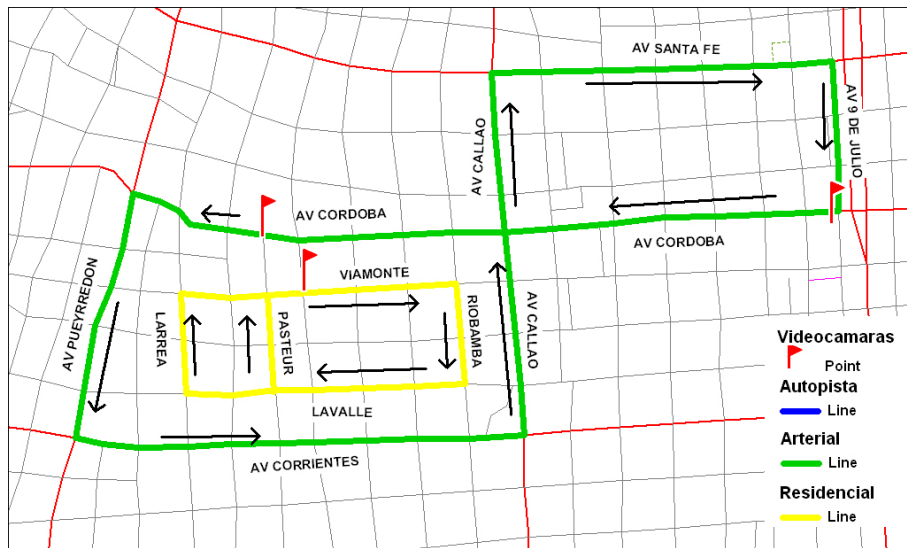 AV SANTA FE
AV 9 DE JULIO
AV CALLAO
AV CORDOBA
AV CORDOBA
VIAMONTE
AV PUEYRREDON
LARREA
PASTEUR
RIOBAMBA
AV CALLAO
LAVALLE
AV CORRIENTES
Videocamaras
Point
Autopista
Line
Arterial
Line
Residencial
Line